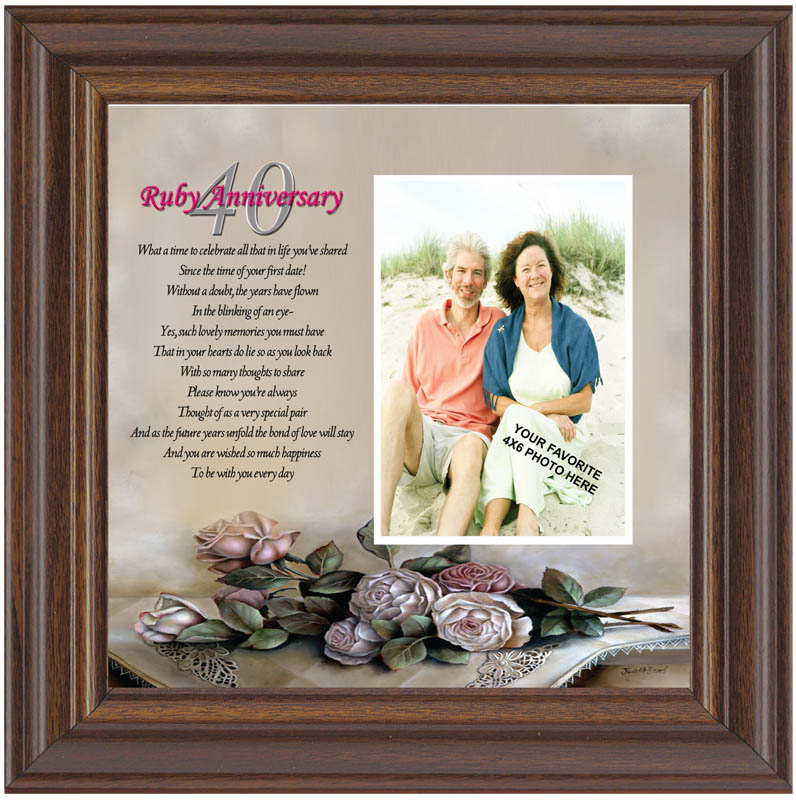 40
Ruby Anniversary
What a time to celebrate all that in life you've shared
Since the time of your first date!
Without a doubt, the years have flown
In the blinking of an eye-
Yes, such lovely memories you must have
That in your hearts do lie so as you look back
With so many thoughts to share
Please know you're always
Thought of as a very special pair
And as the future years unfold the bond of love will stay
And you are wished so much happiness
To be with you every day
YOUR FAVORITE
4X6 PHOTO HERE